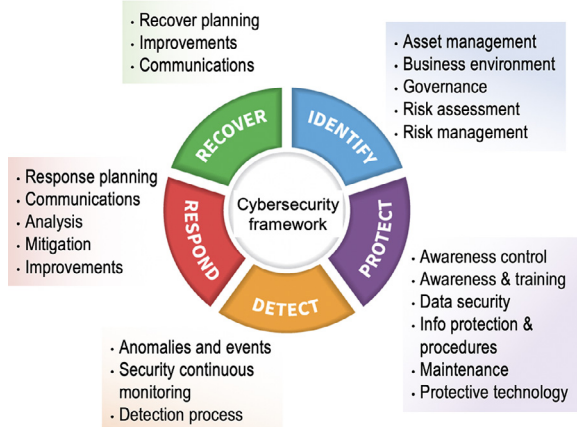 • Recover planning
• Improvements
• Communications
• Asset management
• Business environment
• Governance
• Risk assessment
• Risk management
RECOVER
IDENTIFY
• Response planning
• Communications
• Analysis
• Mitigation
• Improvements
Cybersecurity
framework
RESPOND
PROTECT
DETECT
• Awareness control
• Awareness & training
• Data security
• Info protection &
procedures
• Maintenance
• Protective technology
• Anomalies and events
• Security continuous
monitoring
• Detection process